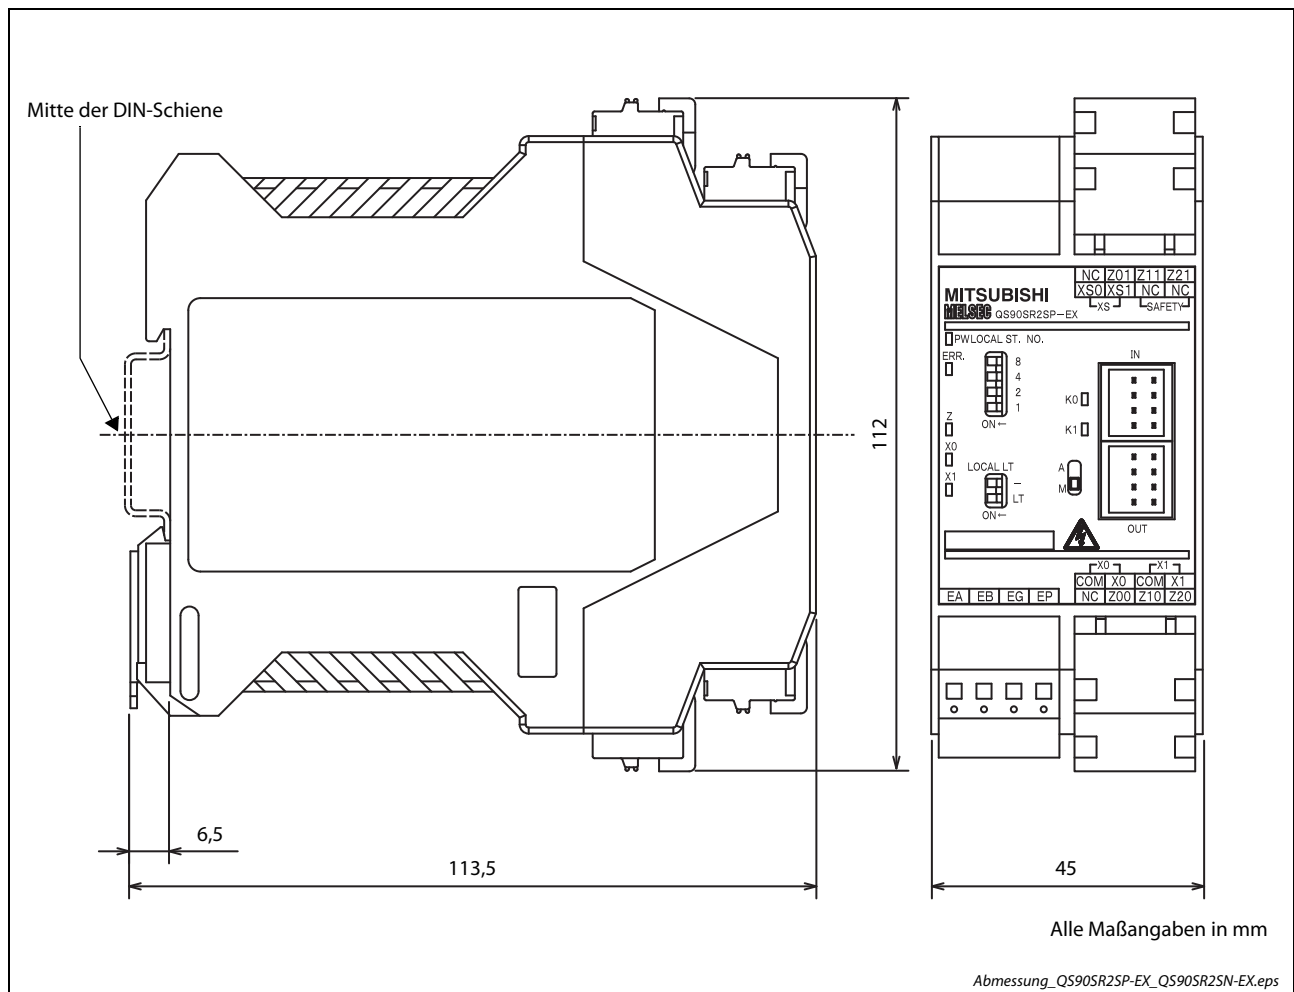 Mitte der DIN-Schiene
112
6,5
113,5
NC Z01 Z11 Z21
XS0 XS1 NC NC
XS SAFETY
MITSUBISHI
MELSEC QS90SR2SP-EX
PW LOCAL ST. NO.
ERR.
8
4
2
1
ON←
IN
K0
K1
Z
X0
X1
LOCAL LT
–
LT
ON←
A
M
OUT
X0 X1
COM X0 COM X1
EA EB EG EP NC Z00 Z10 Z20
45
Alle Maßangaben in mm
Abmessung_QS90SR2SP-EX_QS90SR2SN-EX.eps